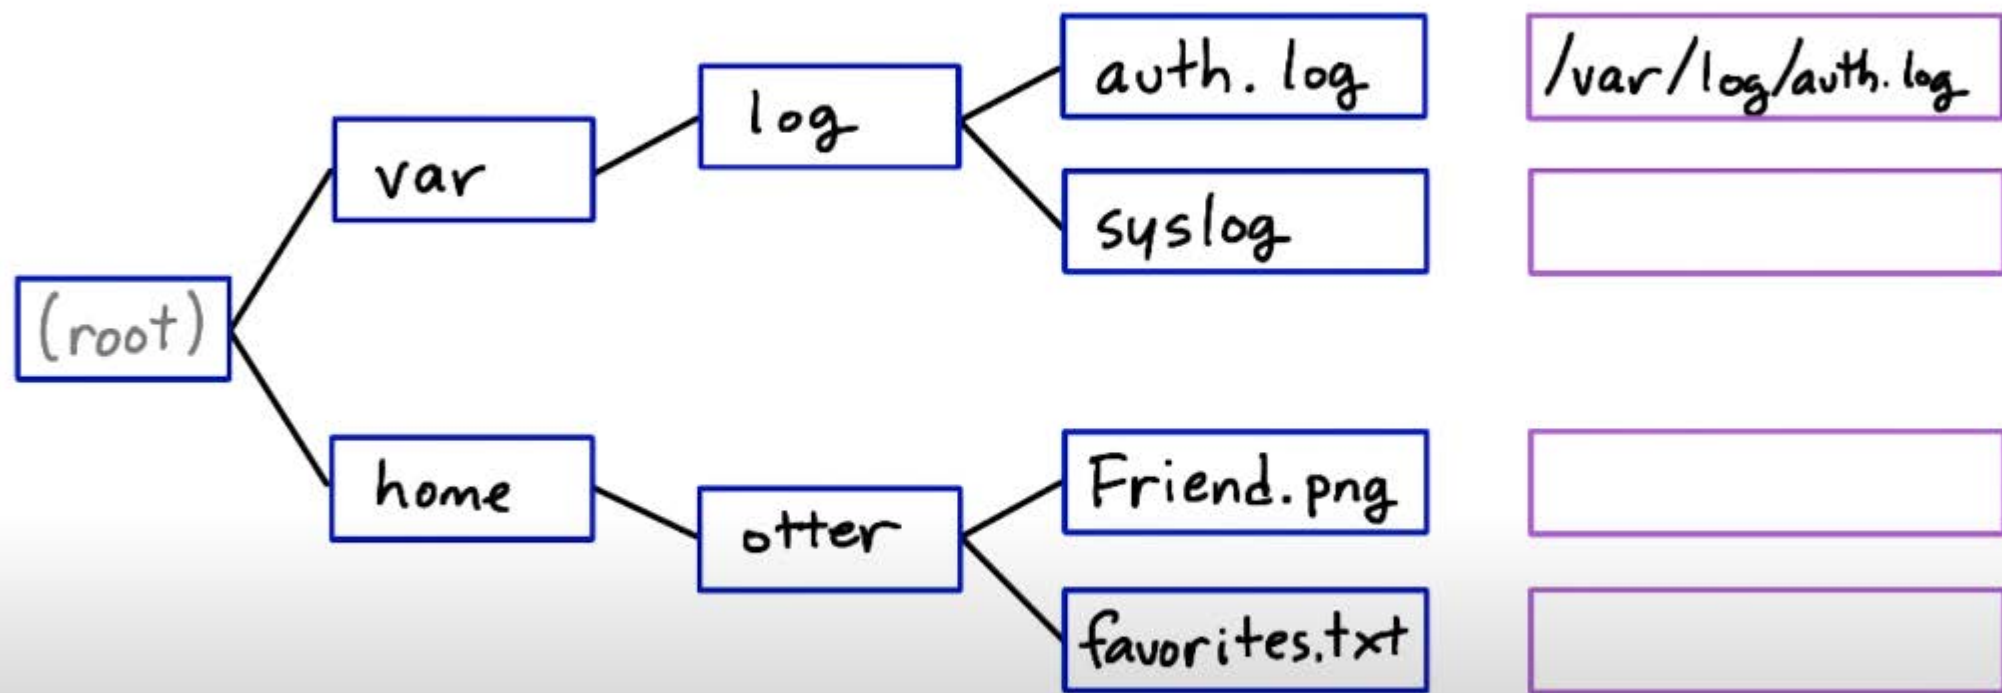 (root)
var
home
log
otter
auth.log
syslog
Friend.png
favorites.txt
/var/log/auth.log